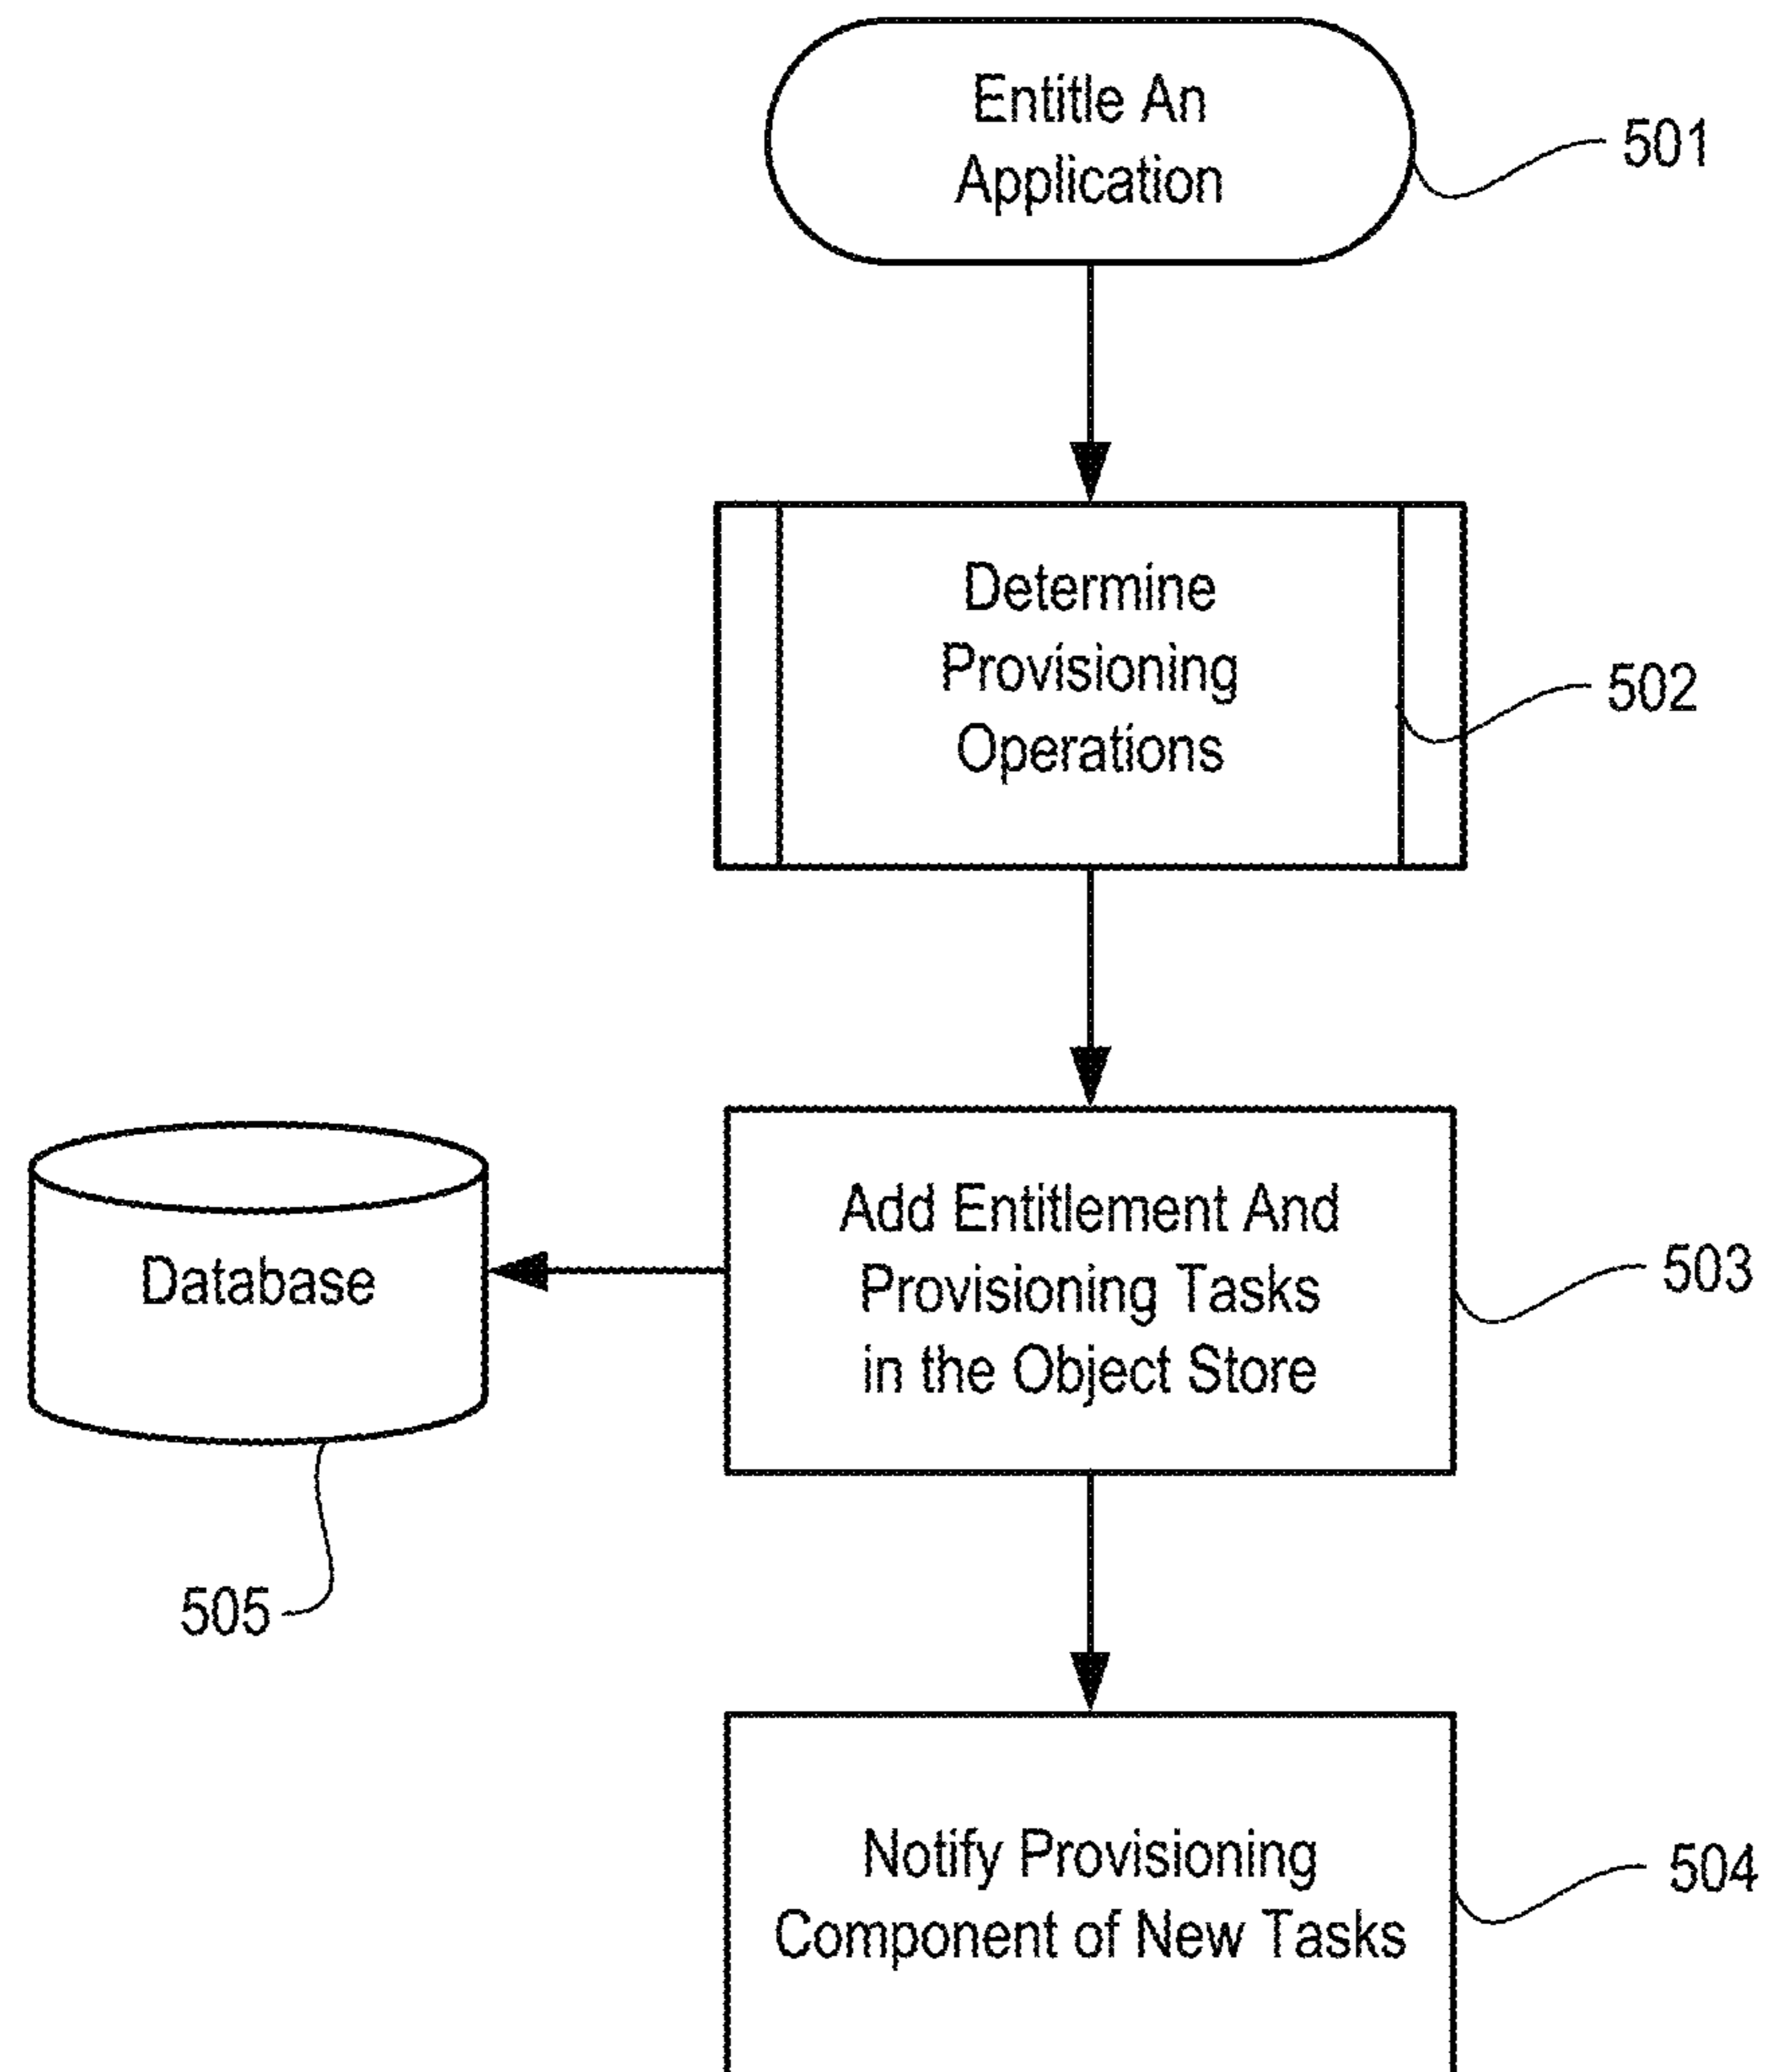 Entitle An
Application
501
Determine
Provisioning
Operations
502
Add Entitlement And
Provisioning Tasks
in the Object Store
503
Database
505
Notify Provisioning
Component of New Tasks
504